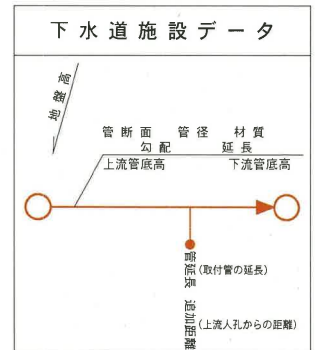 下水道施設データ
地盤高
管断面 管径 材質
勾配 延長
上流管底高 下流管底高
管延長 (取付管の延長)
追加距離 (上流人孔からの距離)